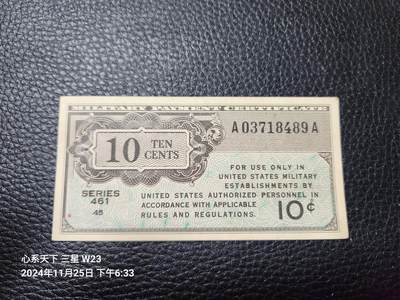 MILITARY PAYMENT CERTIFICATE
A03718489A
10 TEN CENTS
FOR USE ONLY IN
UNITED STATES MILITARY
ESTABLISHMENTS BY
UNITED STATES AUTHORIZED PERSONNEL IN
ACCORDANCE WITH APPLICABLE
RULES AND REGULATIONS.
SERIES
461
45
10¢
心系天下 三星 W23
2024年11月25日 下午6:33